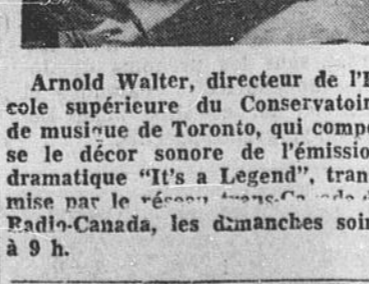 Arnold Walter, directeur de l'E
cole supérieure du Conservatoir
de musique de Toronto, qui compo
se le décor sonore de l'émissio
dramatique “It's a Legend”, tran
mise par le
Radio-Canada, les dimanches soir
à 9 h.